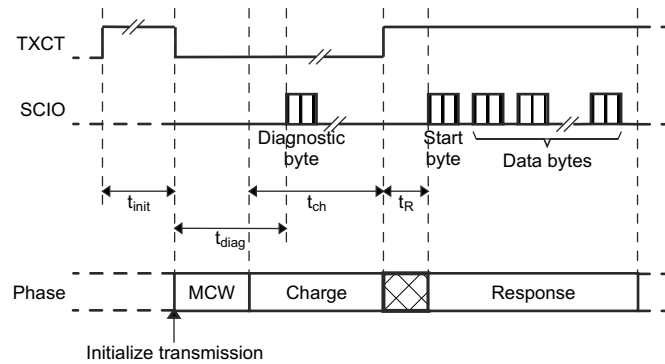 TXCT
SCIO
Diagnostic
byte
Start
byte
Data bytes
tinit
tch
tR
tdiag
Phase
MCW
Charge
Response
Initialize transmission